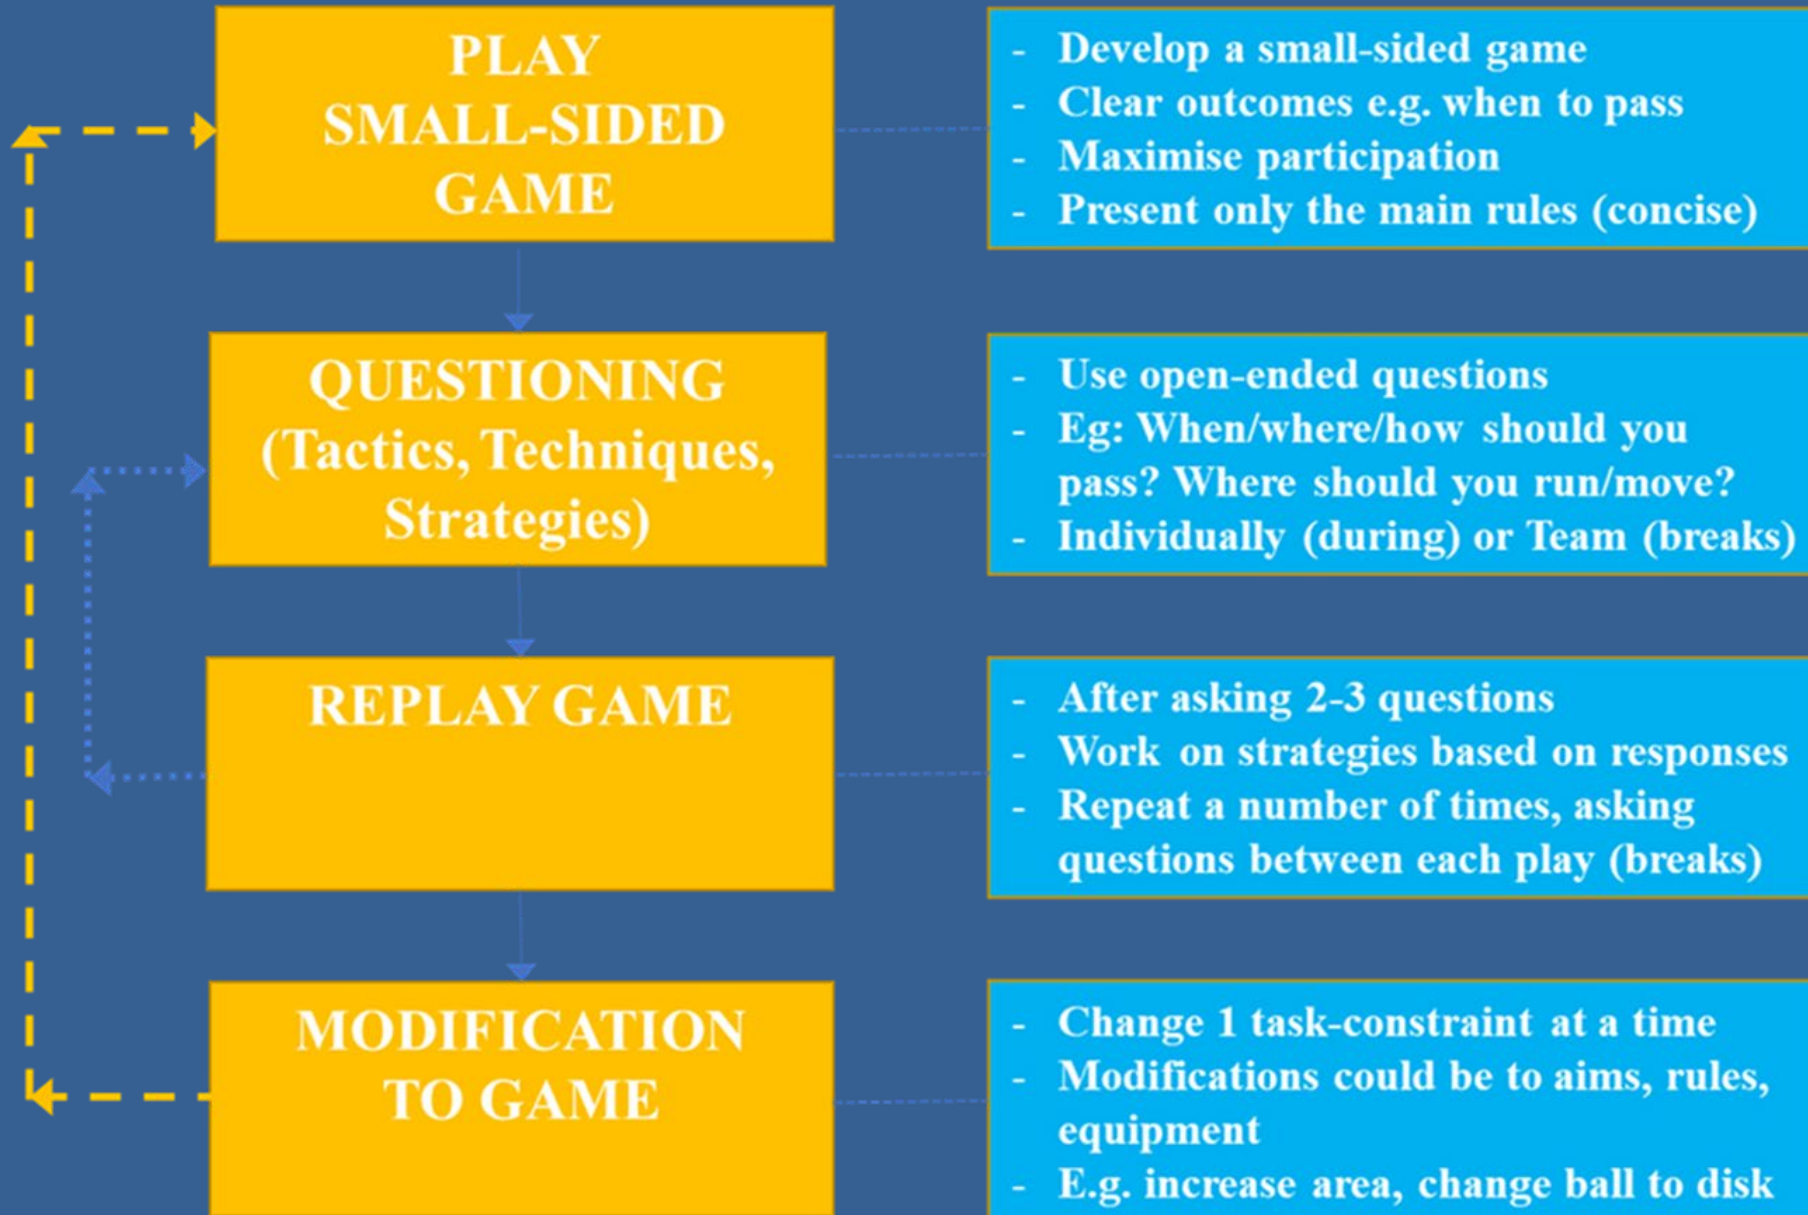 PLAY
SMALL-SIDED
GAME
- Develop a small-sided game
- Clear outcomes e.g. when to pass
- Maximise participation
- Present only the main rules (concise)
QUESTIONING
(Tactics, Techniques,
Strategies)
- Use open-ended questions
- Eg: When/where/how should you
pass? Where should you run/move?
- Individually (during) or Team (breaks)
REPLAY GAME
- After asking 2-3 questions
- Work on strategies based on responses
- Repeat a number of times, asking
questions between each play (breaks)
MODIFICATION
TO GAME
- Change 1 task-constraint at a time
- Modifications could be to aims, rules,
equipment
- E.g. increase area, change ball to disk